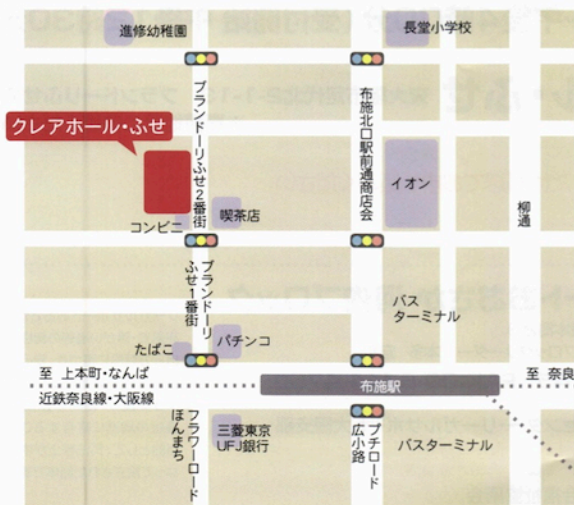 進修幼稚園
長堂小学校
クレアホール・ふせ
ブランドーリふせ2番街
布施北口駅前通商店会
イオン
柳通
喫茶店
コンビニ
ブランドーリ
ふせ1番街
バス
ターミナル
パチンコ
たばこ
至 上本町・なんば
布施駅
至 奈良
近鉄奈良線・大阪線
フラワーロード
ほんまち
三菱東京
UFJ銀行
プチロード
広小路
バスターミナル